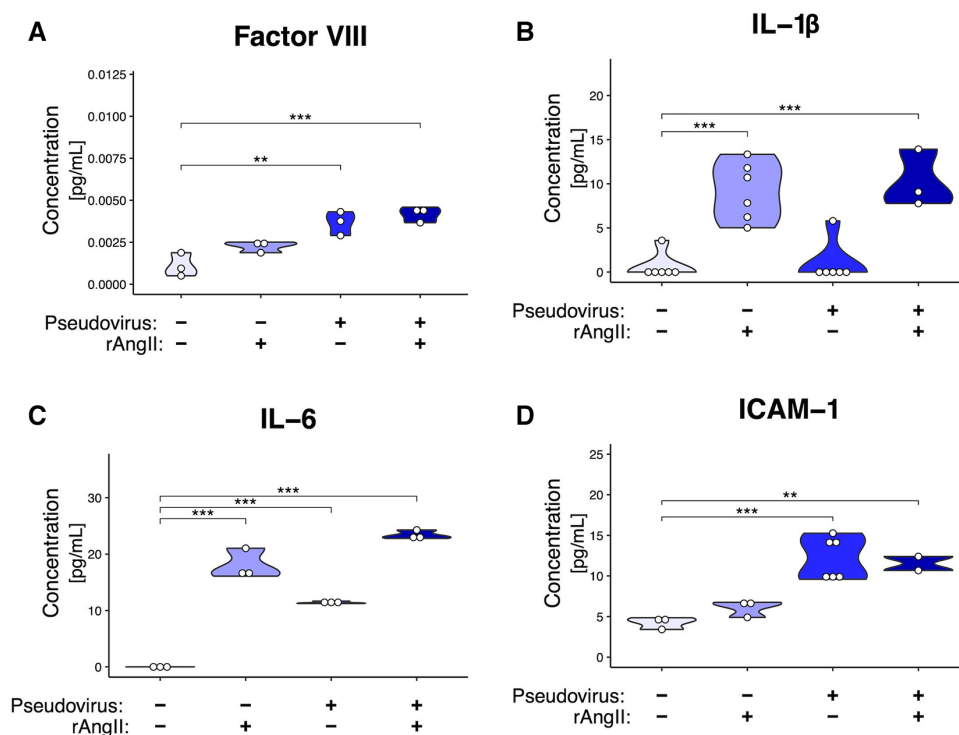 A
Factor VIII
Concentration
[pg/mL]
0.0125
0.0100
0.0075
0.0050
0.0025
0.0000
***
**
Pseudovirus: − − + +
rAngII: − + − +
B
IL−1β
Concentration
[pg/mL]
20
15
10
5
0
***
***
Pseudovirus: − − + +
rAngII: − + − +
C
IL−6
Concentration
[pg/mL]
30
20
10
0
***
***
***
Pseudovirus: − − + +
rAngII: − + − +
D
ICAM−1
Concentration
[pg/mL]
25
20
15
10
5
0
**
***
Pseudovirus: − − + +
rAngII: − + − +